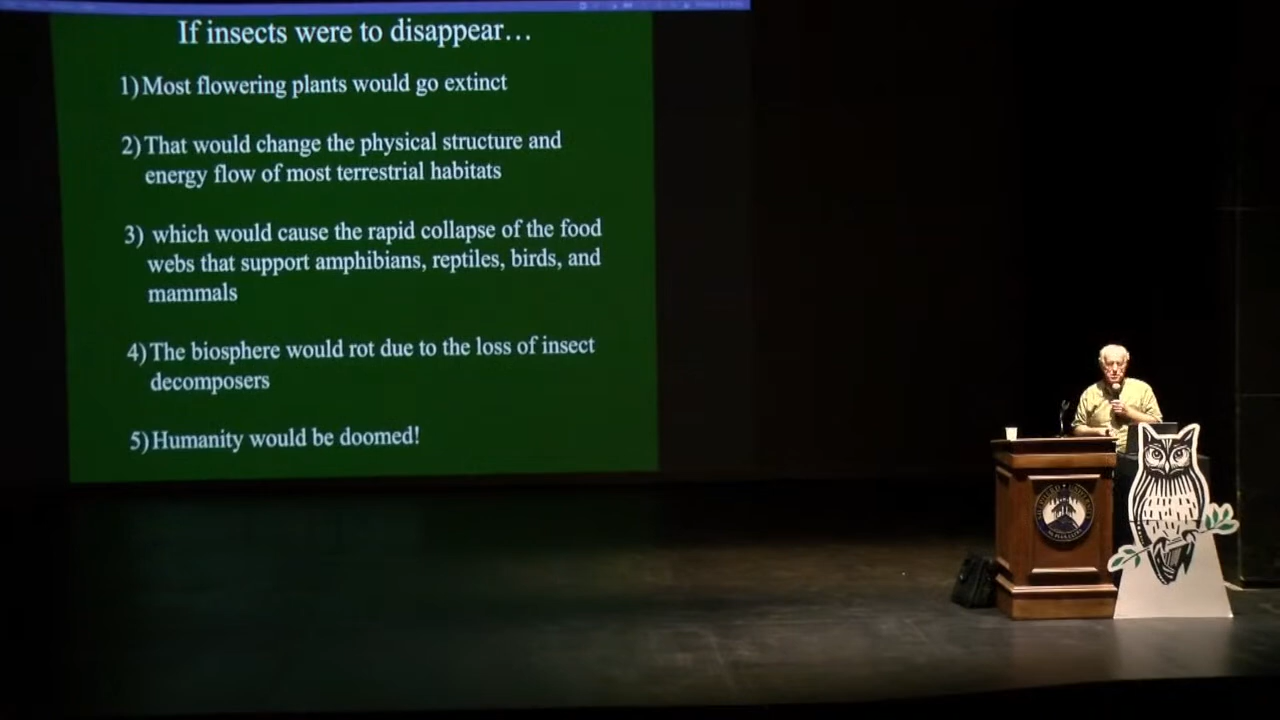 If insects were to disappear…
1) Most flowering plants would go extinct
2) That would change the physical structure and
energy flow of most terrestrial habitats
3) which would cause the rapid collapse of the food
webs that support amphibians, reptiles, birds, and
mammals
4) The biosphere would rot due to the loss of insect
decomposers
5) Humanity would be doomed!